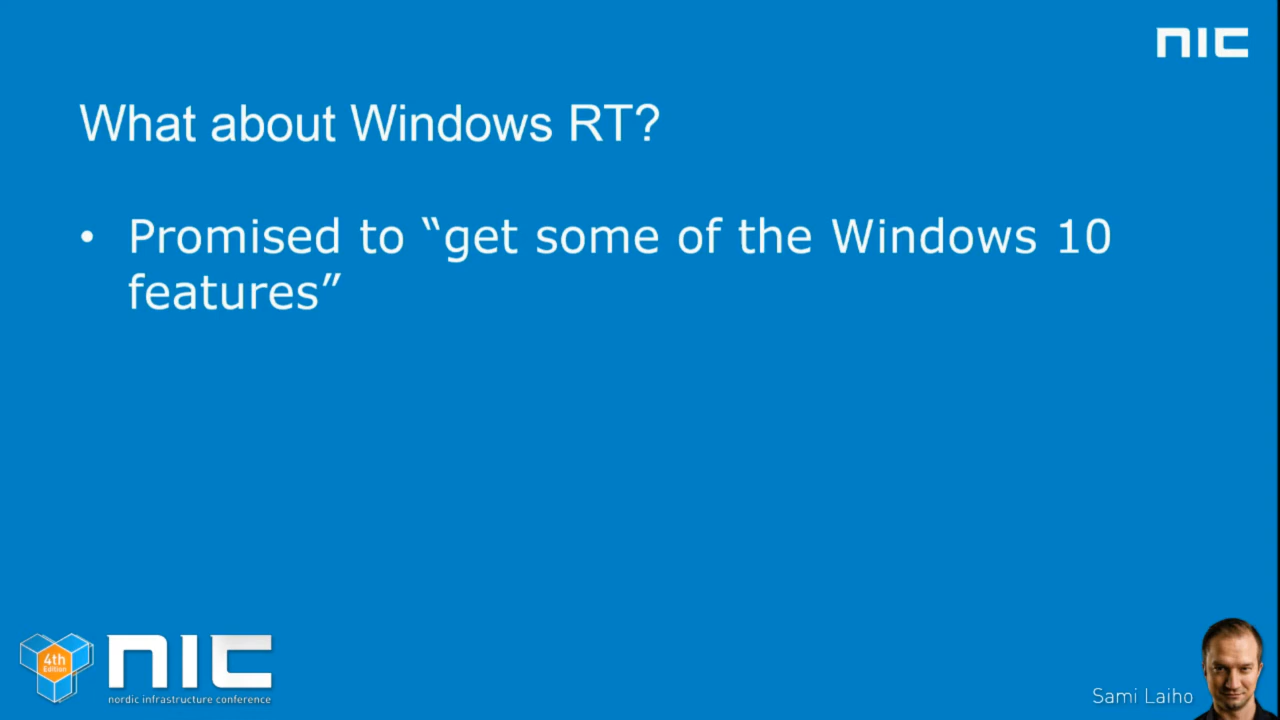 NIC
What about Windows RT?
• Promised to “get some of the Windows 10
features”
4th
Edition
NIC
nordic infrastructure conference
Sami Laiho